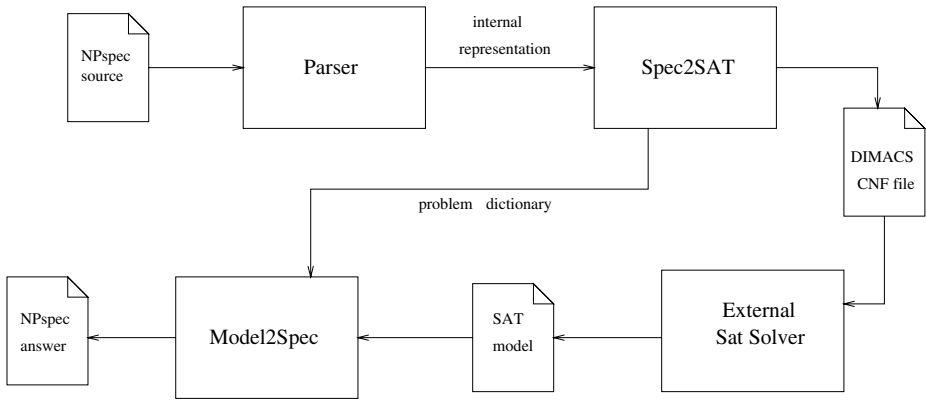 NPspec
source
Parser
internal
representation
Spec2SAT
DIMACS
CNF file
problem dictionary
NPspec
answer
Model2Spec
SAT
model
External
Sat Solver